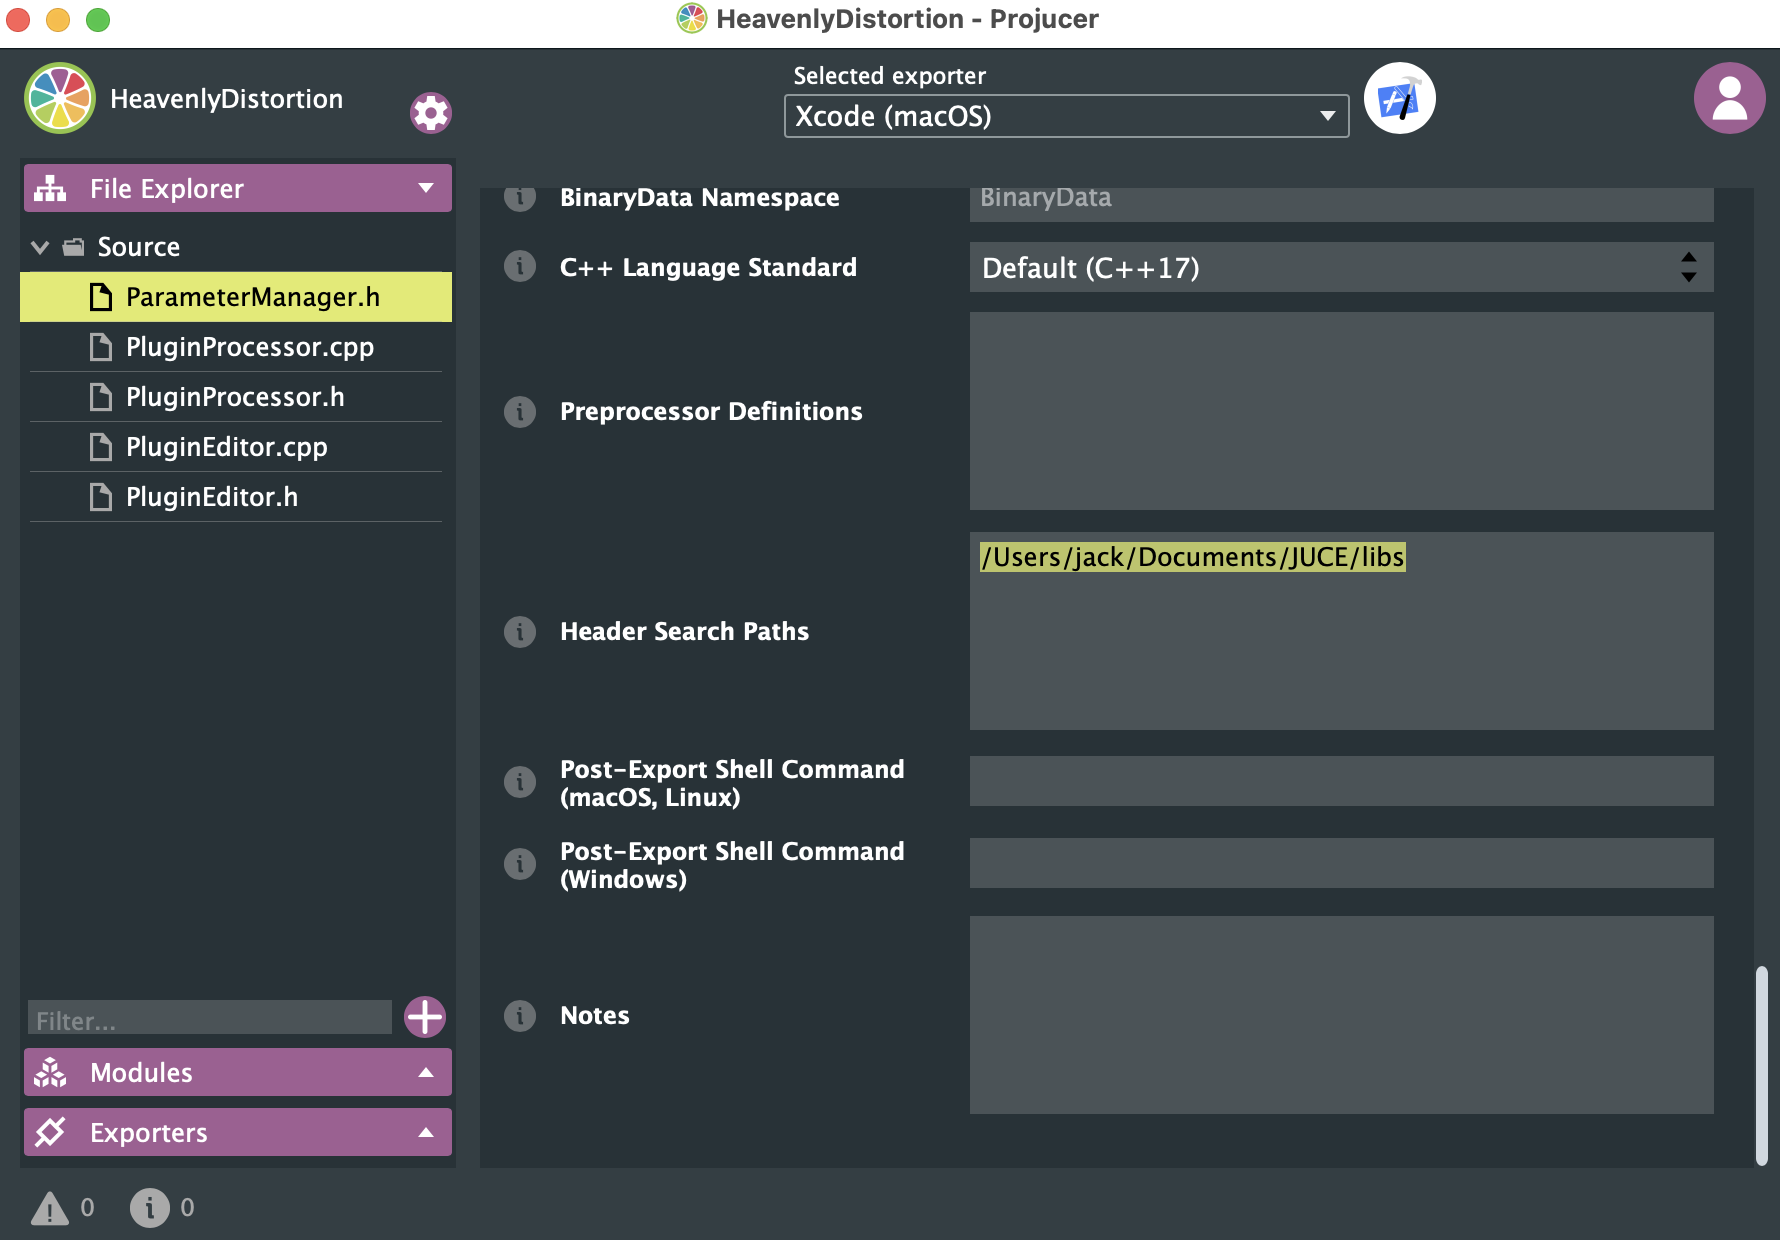 HeavenlyDistortion - Projucer
HeavenlyDistortion
Selected exporter
Xcode (macOS)
File Explorer
Source
ParameterManager.h
PluginProcessor.cpp
PluginProcessor.h
PluginEditor.cpp
PluginEditor.h
Filter...
Modules
Exporters
0
0
BinaryData Namespace
BinaryData
C++ Language Standard
Default (C++17)
Preprocessor Definitions
Header Search Paths
/Users/jack/Documents/JUCE/libs
Post-Export Shell Command
(macOS, Linux)
Post-Export Shell Command
(Windows)
Notes